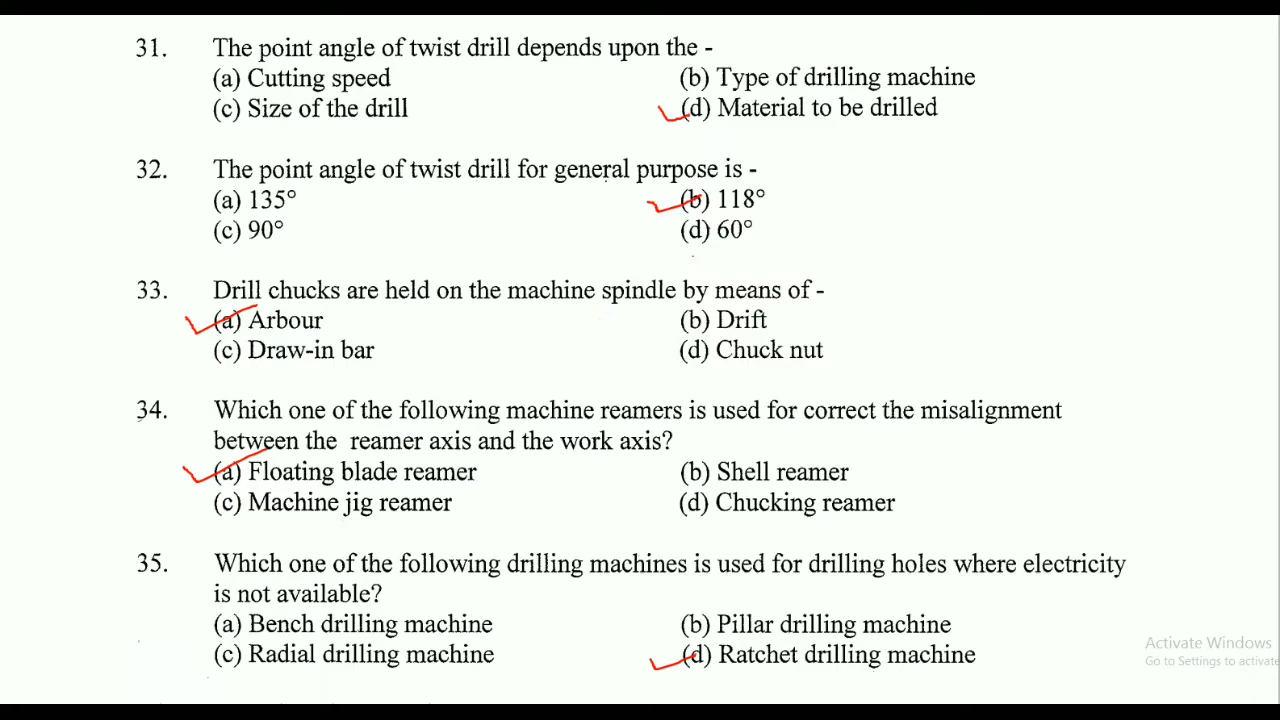 31. The point angle of twist drill depends upon the -
(a) Cutting speed (b) Type of drilling machine
(c) Size of the drill (d) Material to be drilled
32. The point angle of twist drill for general purpose is -
(a) 135° (b) 118°
(c) 90° (d) 60°
33. Drill chucks are held on the machine spindle by means of -
(a) Arbour (b) Drift
(c) Draw-in bar (d) Chuck nut
34. Which one of the following machine reamers is used for correct the misalignment
between the reamer axis and the work axis?
(a) Floating blade reamer (b) Shell reamer
(c) Machine jig reamer (d) Chucking reamer
35. Which one of the following drilling machines is used for drilling holes where electricity
is not available?
(a) Bench drilling machine (b) Pillar drilling machine
(c) Radial drilling machine (d) Ratchet drilling machine
Activate Windows
Go to Settings to activate